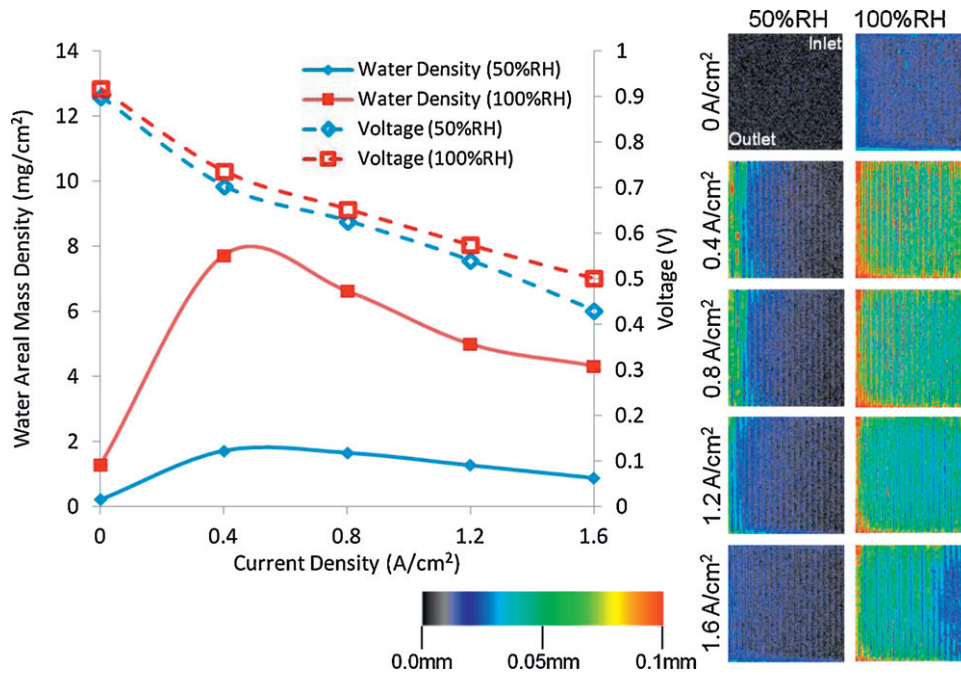 Water Areal Mass Density (mg/cm²)
14
12
10
8
6
4
2
0
0
0.4
0.8
1.2
1.6
Current Density (A/cm²)
1
0.9
0.8
0.7
0.6
0.5
0.4
0.3
0.2
0.1
0
Voltage (V)
Water Density (50%RH)
Water Density (100%RH)
Voltage (50%RH)
Voltage (100%RH)
0.0mm
0.05mm
0.1mm
50%RH
100%RH
Inlet
Outlet
0 A/cm²
0.4 A/cm²
0.8 A/cm²
1.2 A/cm²
1.6 A/cm²